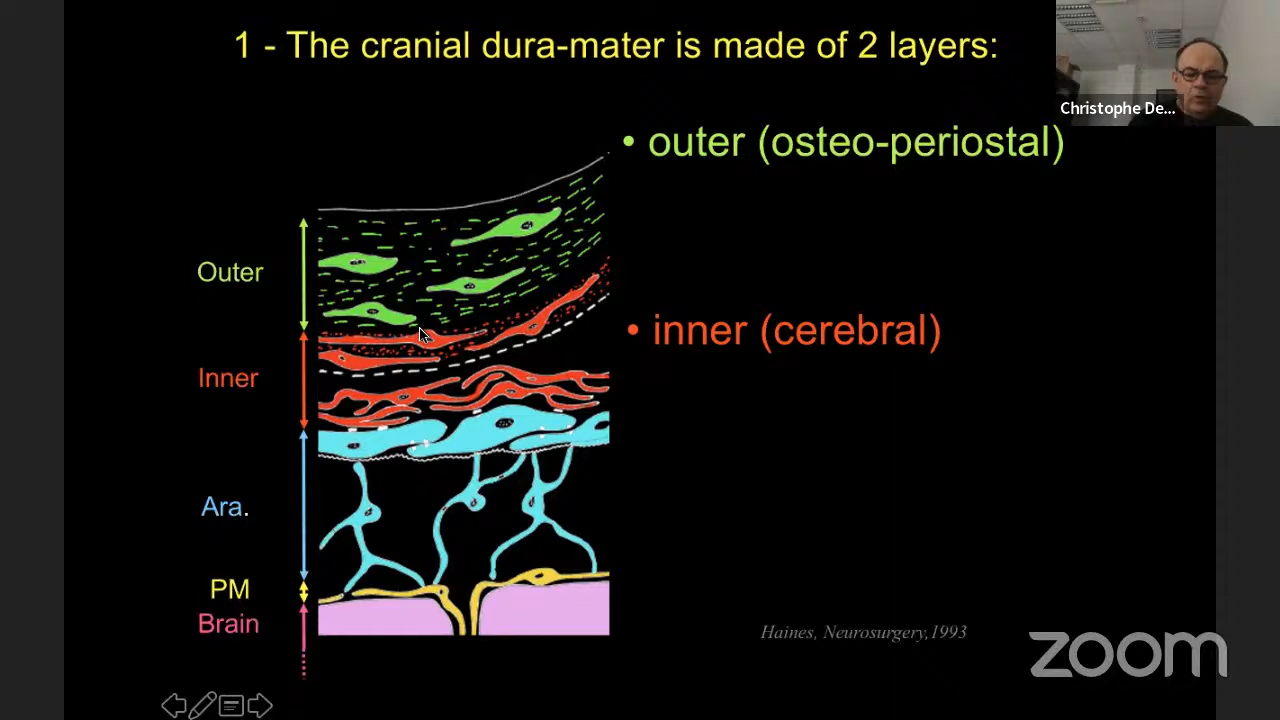 1 - The cranial dura-mater is made of 2 layers:
Christophe De...
• outer (osteo-periostal)
Outer
• inner (cerebral)
Inner
Ara.
PM
Brain
Haines, Neurosurgery,1993
zoom